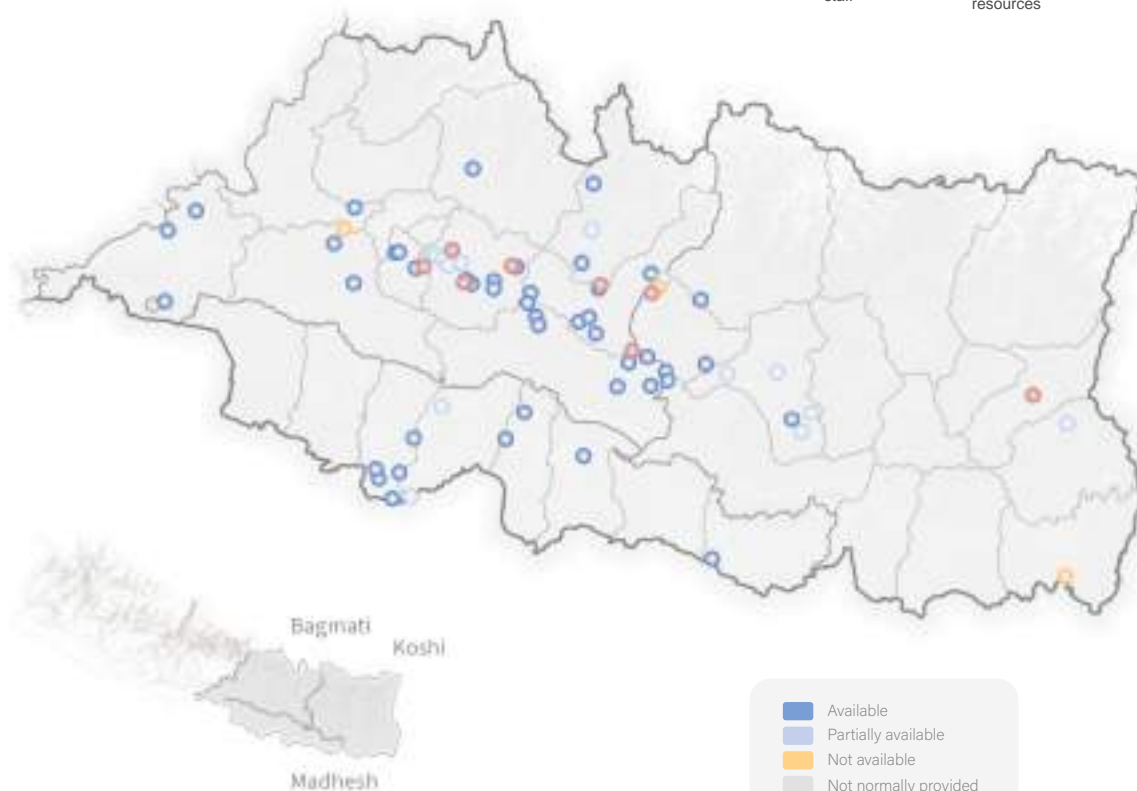 resources
Bagmati
Koshi
Madhesh
Available
Partially available
Not available
Not normally provided